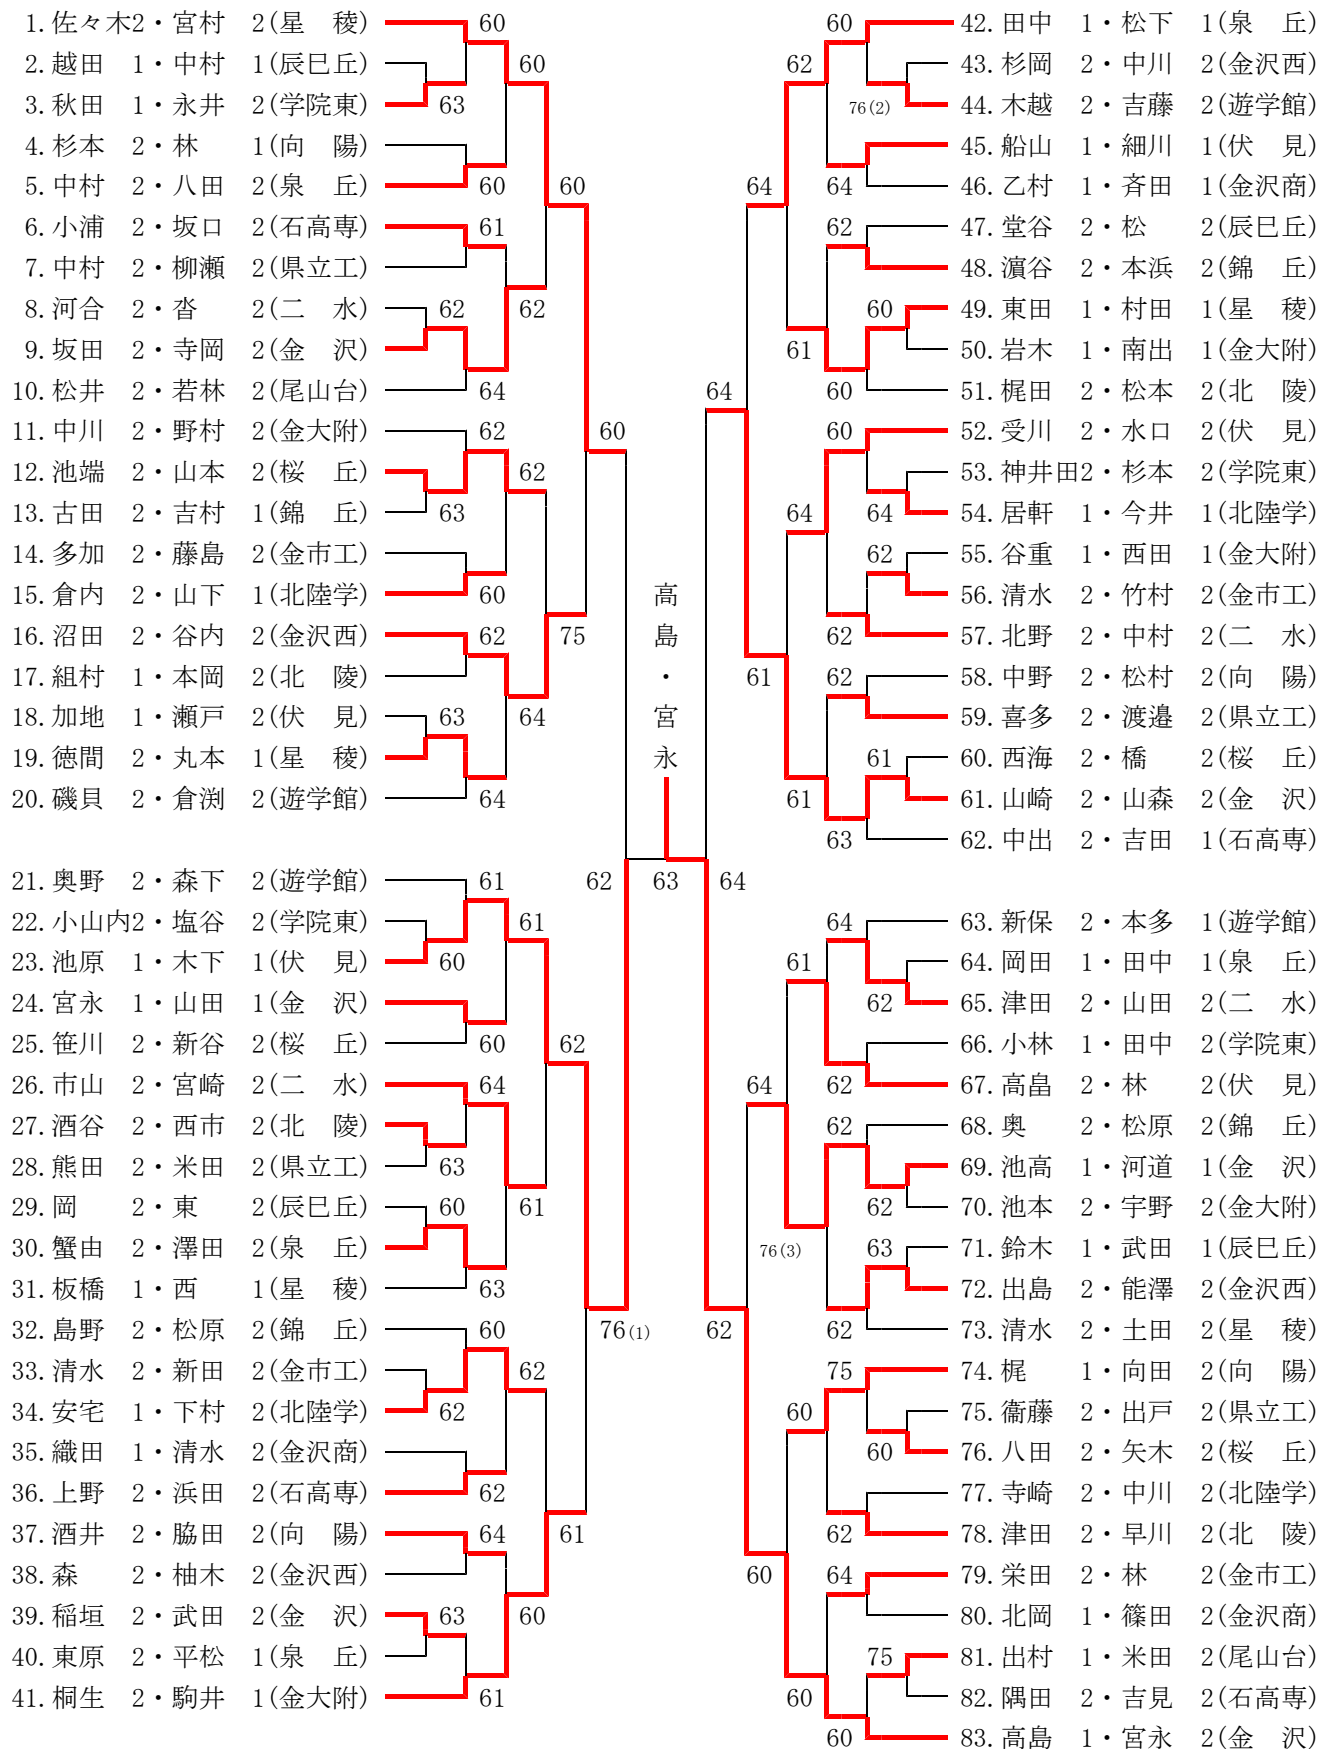 1. 佐々木2・宮村 2(星 稜)
2. 越田 1・中村 1(辰巳丘)
3. 秋田 1・永井 2(学院東)
4. 杉本 2・林 1(向 陽)
5. 中村 2・八田 2(泉 丘)
6. 小浦 2・坂口 2(石高専)
7. 中村 2・柳瀬 2(県立工)
8. 河合 2・沓 2(二 水)
9. 坂田 2・寺岡 2(金 沢)
10. 松井 2・若林 2(尾山台)
11. 中川 2・野村 2(金大附)
12. 池端 2・山本 2(桜 丘)
13. 古田 2・吉村 1(錦 丘)
14. 多加 2・藤島 2(金市工)
15. 倉内 2・山下 1(北陸学)
16. 沼田 2・谷内 2(金沢西)
17. 組村 1・本岡 2(北 陵)
18. 加地 1・瀬戸 2(伏 見)
19. 徳間 2・丸本 1(星 稜)
20. 磯貝 2・倉渕 2(遊学館)
21. 奥野 2・森下 2(遊学館)
22. 小山内2・塩谷 2(学院東)
23. 池原 1・木下 1(伏 見)
24. 宮永 1・山田 1(金 沢)
25. 笹川 2・新谷 2(桜 丘)
26. 市山 2・宮崎 2(二 水)
27. 酒谷 2・西市 2(北 陵)
28. 熊田 2・米田 2(県立工)
29. 岡 2・東 2(辰巳丘)
30. 蟹由 2・澤田 2(泉 丘)
31. 板橋 1・西 1(星 稜)
32. 島野 2・松原 2(錦 丘)
33. 清水 2・新田 2(金市工)
34. 安宅 1・下村 2(北陸学)
35. 織田 1・清水 2(金沢商)
36. 上野 2・浜田 2(石高専)
37. 酒井 2・脇田 2(向 陽)
38. 森 2・柚木 2(金沢西)
39. 稲垣 2・武田 2(金 沢)
40. 東原 2・平松 1(泉 丘)
41. 桐生 2・駒井 1(金大附)
60
63
60
60
61
62
64
62
63
60
62
63
64
60
62
62
64
60
75
60
61
60
60
64
63
60
63
60
62
62
64
63
61
61
61
62
60
62
61
76(1)
62
高島・宮永
63
64
64
62
64
61
64
60
62
61
64
61
61
76(3)
60
60
60
64
62
60
60
62
62
63
64
62
62
62
75
62
64
60
76(2)
60
64
62
61
62
62
63
60
75
42. 田中 1・松下 1(泉 丘)
43. 杉岡 2・中川 2(金沢西)
44. 木越 2・吉藤 2(遊学館)
45. 船山 1・細川 1(伏 見)
46. 乙村 1・斉田 1(金沢商)
47. 堂谷 2・松 2(辰巳丘)
48. 濵谷 2・本浜 2(錦 丘)
49. 東田 1・村田 1(星 稜)
50. 岩木 1・南出 1(金大附)
51. 梶田 2・松本 2(北 陵)
52. 受川 2・水口 2(伏 見)
53. 神井田2・杉本 2(学院東)
54. 居軒 1・今井 1(北陸学)
55. 谷重 1・西田 1(金大附)
56. 清水 2・竹村 2(金市工)
57. 北野 2・中村 2(二 水)
58. 中野 2・松村 2(向 陽)
59. 喜多 2・渡邉 2(県立工)
60. 西海 2・橋 2(桜 丘)
61. 山崎 2・山森 2(金 沢)
62. 中出 2・吉田 1(石高専)
63. 新保 2・本多 1(遊学館)
64. 岡田 1・田中 1(泉 丘)
65. 津田 2・山田 2(二 水)
66. 小林 1・田中 2(学院東)
67. 高畠 2・林 2(伏 見)
68. 奥 2・松原 2(錦 丘)
69. 池高 1・河道 1(金 沢)
70. 池本 2・宇野 2(金大附)
71. 鈴木 1・武田 1(辰巳丘)
72. 出島 2・能澤 2(金沢西)
73. 清水 2・土田 2(星 稜)
74. 梶 1・向田 2(向 陽)
75. 衞藤 2・出戸 2(県立工)
76. 八田 2・矢木 2(桜 丘)
77. 寺崎 2・中川 2(北陸学)
78. 津田 2・早川 2(北 陵)
79. 栄田 2・林 2(金市工)
80. 北岡 1・篠田 2(金沢商)
81. 出村 1・米田 2(尾山台)
82. 隅田 2・吉見 2(石高専)
83. 高島 1・宮永 2(金 沢)